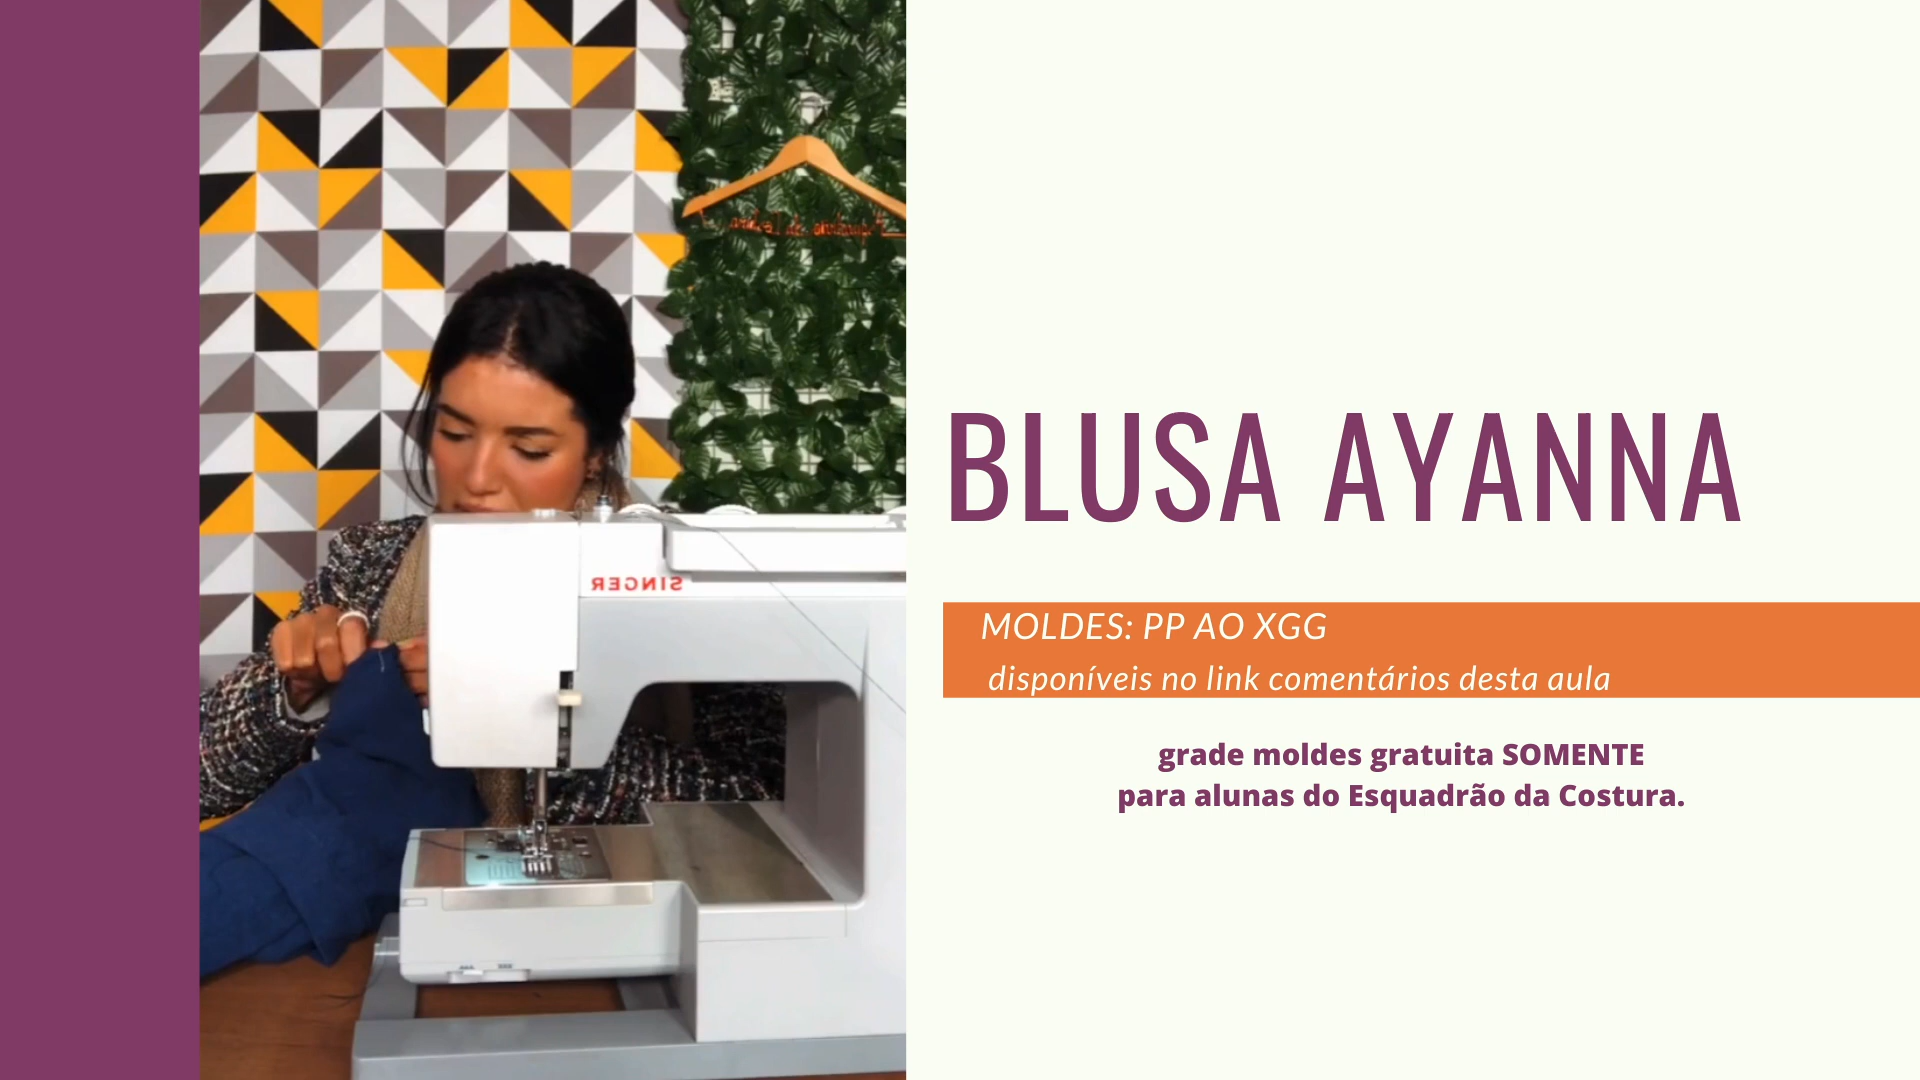 SINGER
BLUSA AYANNA
MOLDES: PP AO XGG
disponíveis no link comentários desta aula
grade moldes gratuita SOMENTE
para alunas do Esquadrão da Costura.